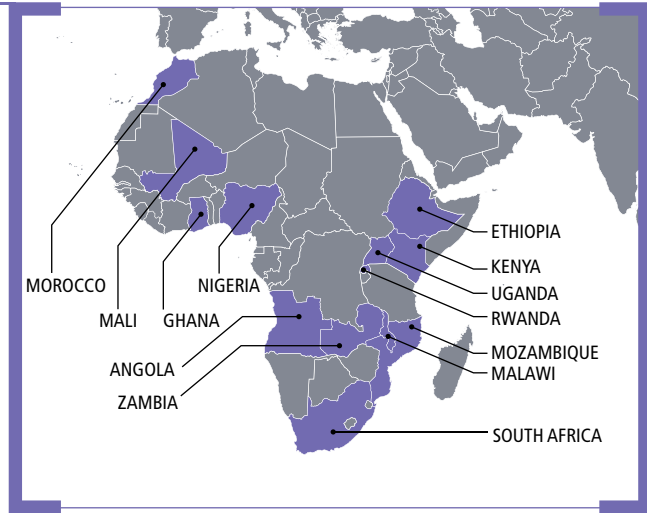 MOROCCO
MALI
GHANA
NIGERIA
ANGOLA
ZAMBIA
ETHIOPIA
KENYA
UGANDA
RWANDA
MOZAMBIQUE
MALAWI
SOUTH AFRICA